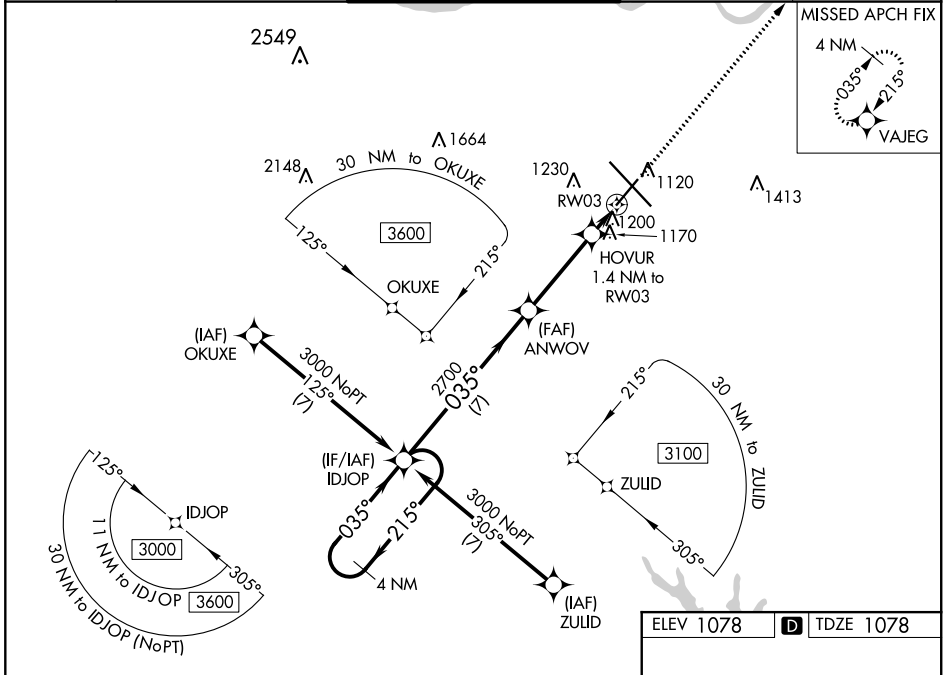 MISSED APCH FIX
4 NM
035°
215°
VAJEG
2549
1664
2148
30 NM to OKUXE
3600
125°
215°
OKUXE
1230
RW03
1120
1413
1200
1170
HOVUR
1.4 NM to
RW03
(FAF)
ANWOV
(IAF)
OKUXE
3000 NoPT
125°
(7)
2700
035°
(7)
(IF/IAF)
IDJOP
035°
215°
4 NM
3000 NoPT
305°
(7)
(IAF)
ZULID
215°
30 NM to ZULID
3100
ZULID
305°
125°
IDJOP
3000
305°
11 NM to IDJOP
3600
30 NM to IDJOP (NoPT)
ELEV 1078 D TDZE 1078